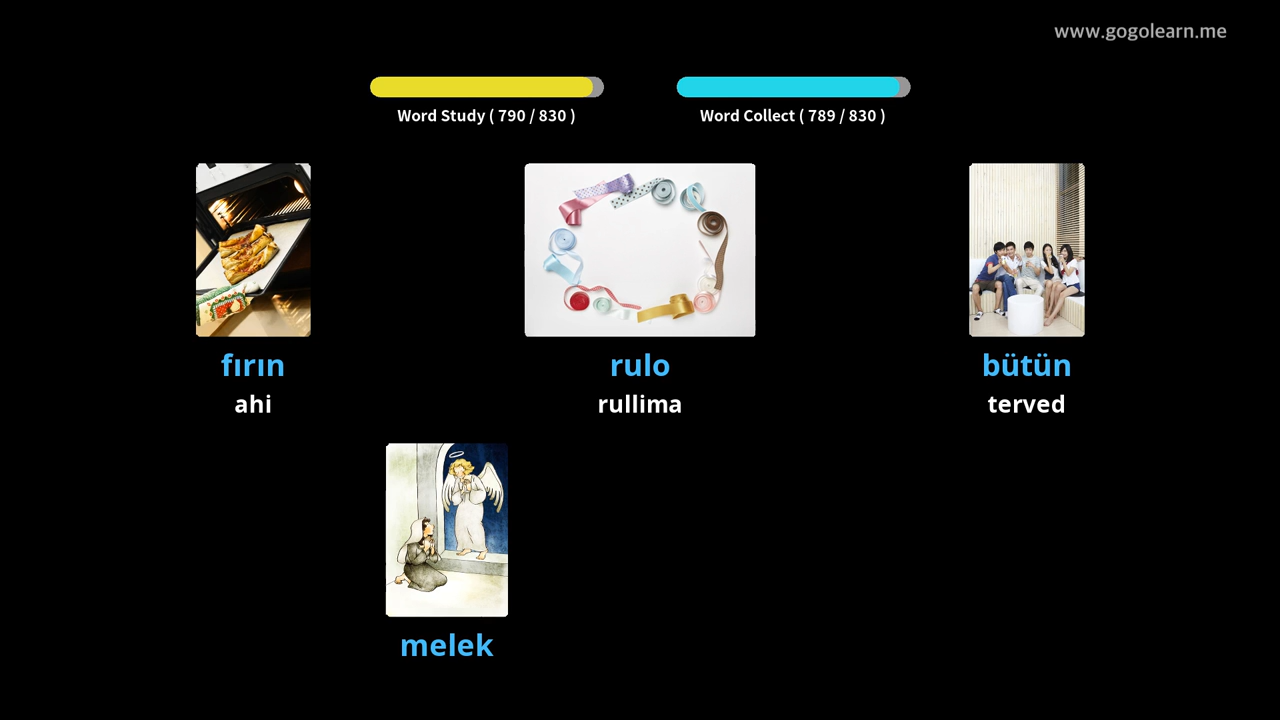 www.gogolearn.me
Word Study ( 790 / 830 )
Word Collect ( 789 / 830 )
fırın
rulo
bütün
ahi
rullima
terved
melek